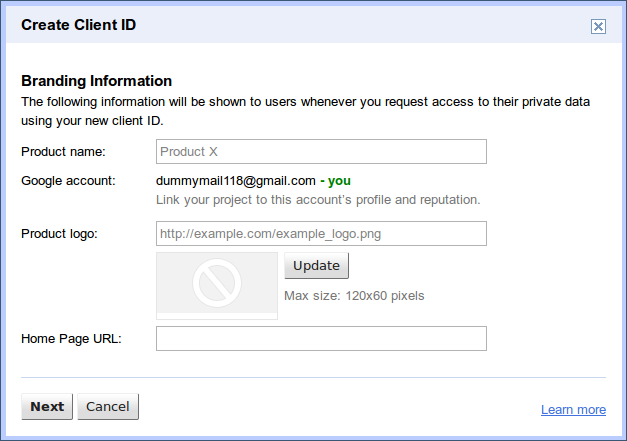 Create Client ID
Branding Information
The following information will be shown to users whenever you request access to their private data
using your new client ID.
Product name: Product X
Google account: dummymail118@gmail.com - you
Link your project to this account's profile and reputation.
Product logo: http://example.com/example_logo.png
Update
Max size: 120x60 pixels
Home Page URL:
Next Cancel Learn more